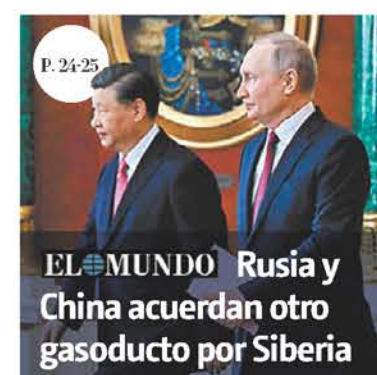 P. 24-25
EL MUNDO Rusia y
China acuerdan otro
gasoducto por Siberia